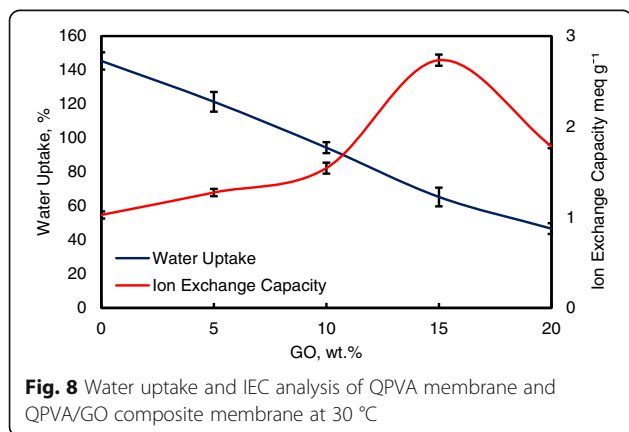 160
140
120
100
80
60
40
20
0
Water Uptake, %
3
2
1
0
Ion Exchange Capacity meq g⁻¹
Water Uptake
Ion Exchange Capacity
0 5 10 15 20
GO, wt.%
Fig. 8 Water uptake and IEC analysis of QPVA membrane and
QPVA/GO composite membrane at 30 °C